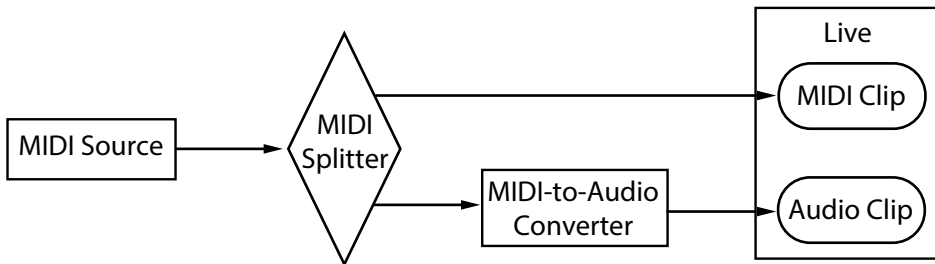 Live
MIDI Clip
MIDI Source
MIDI
Splitter
MIDI-to-Audio
Converter
Audio Clip